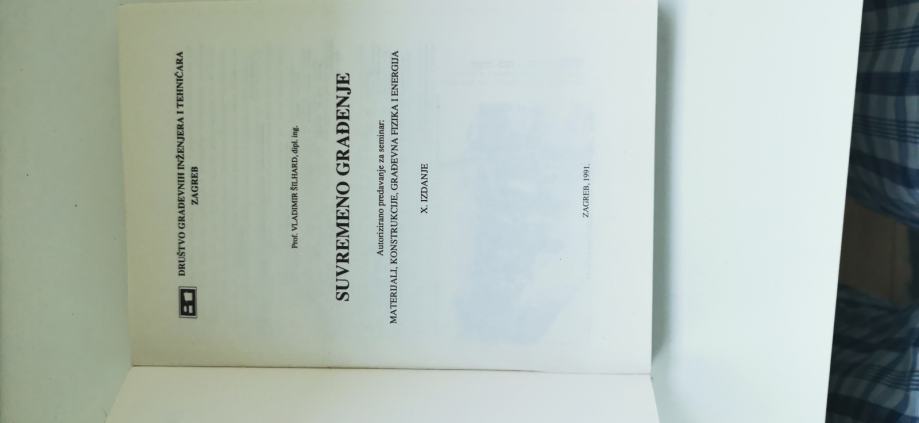 DRUŠTVO GRAĐEVNIH INŽENJERA I TEHNIČARA
ZAGREB
Prof. VLADIMIR ŠILHARD, dipl. ing.
SUVREMENO GRAĐENJE
Autorizirano predavanje za seminar:
MATERIJALI, KONSTRUKCIJE, GRAĐEVNA FIZIKA I ENERGIJA
X. IZDANJE
ZAGREB, 1991.